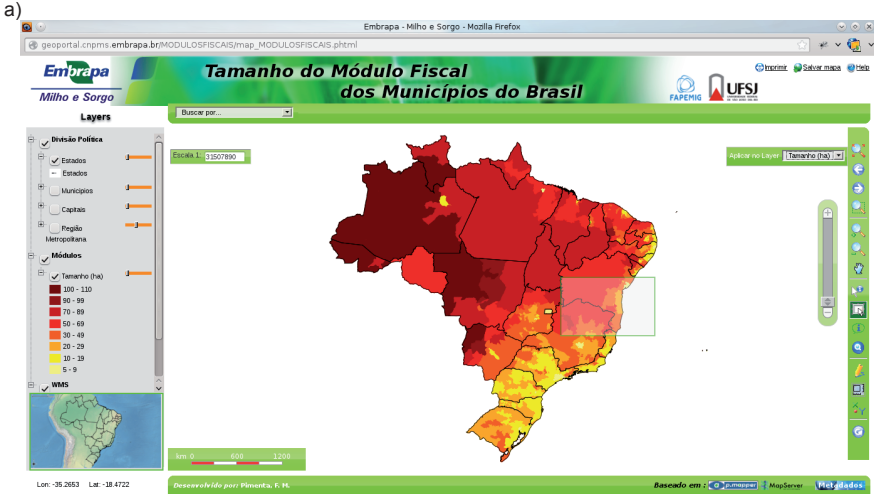 a)
Embrapa - Milho e Sorgo - Mozilla Firefox
geoportal.cnpms.embrapa.br/MODULOSFISCAIS/map_MODULOSFISCAIS.phtml
Embrapa
Milho e Sorgo
Tamanho do Módulo Fiscal
dos Municípios do Brasil
FAPEMIG
UFSJ
Imprimir Salvar mapa Help
Layers
Buscar por...
Divisão Política
Estados
Estados
Municípios
Capitais
Região
Metropolitana
Módulos
Tamanho (ha)
100 - 110
90 - 99
70 - 89
50 - 69
30 - 49
20 - 29
10 - 19
5 - 9
WMS
Escala 1: 31507890
Aplicar no Layer Tamanho (ha)
km 0 600 1200
Lon: -35.2653 Lat: -18.4722
Desenvolvido por: Pimenta, F. M.
Baseado em : p.mapper MapServer Metadados